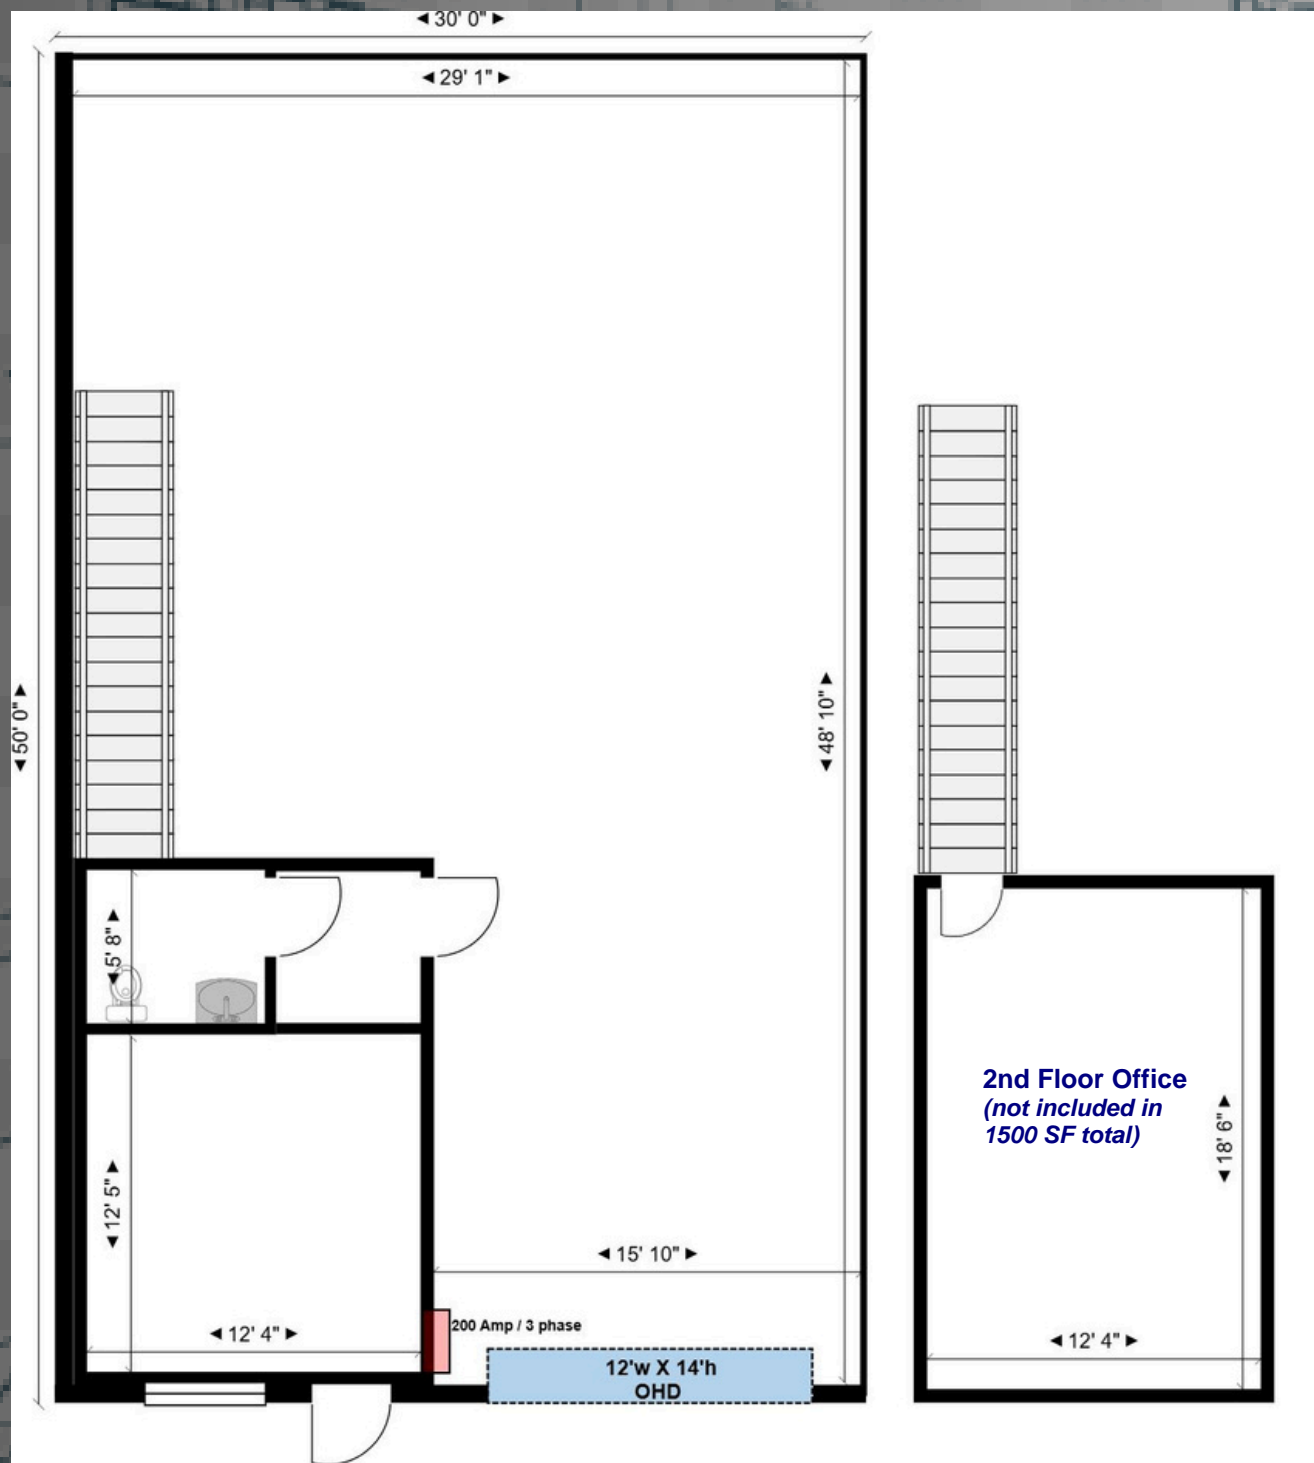 30' 0"
29' 1"
50' 0"
48' 10"
5' 8"
2nd Floor Office
(not included in
1500 SF total)
18' 6"
12' 5"
15' 10"
200 Amp / 3 phase
12' 4"
12' 4"
12'w X 14'h
OHD